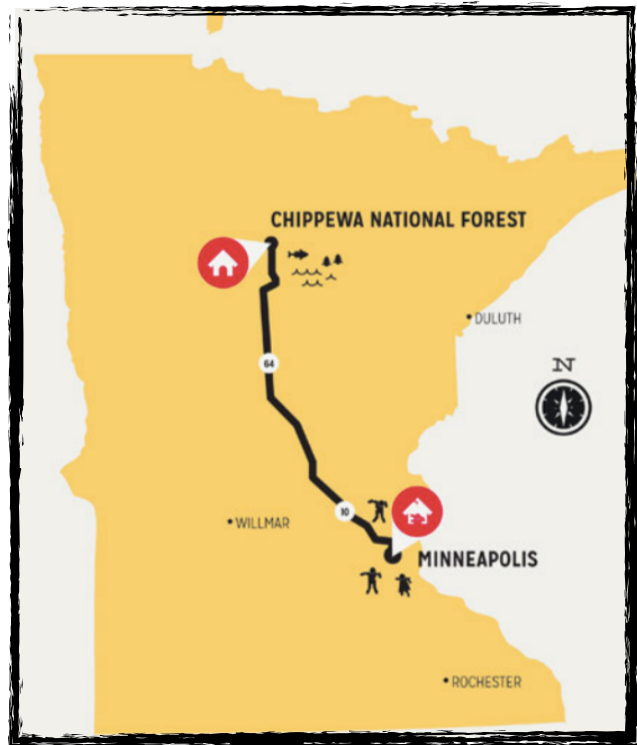 CHIPPEWA NATIONAL FOREST
DULUTH
N
64
10
WILLMAR
MINNEAPOLIS
ROCHESTER